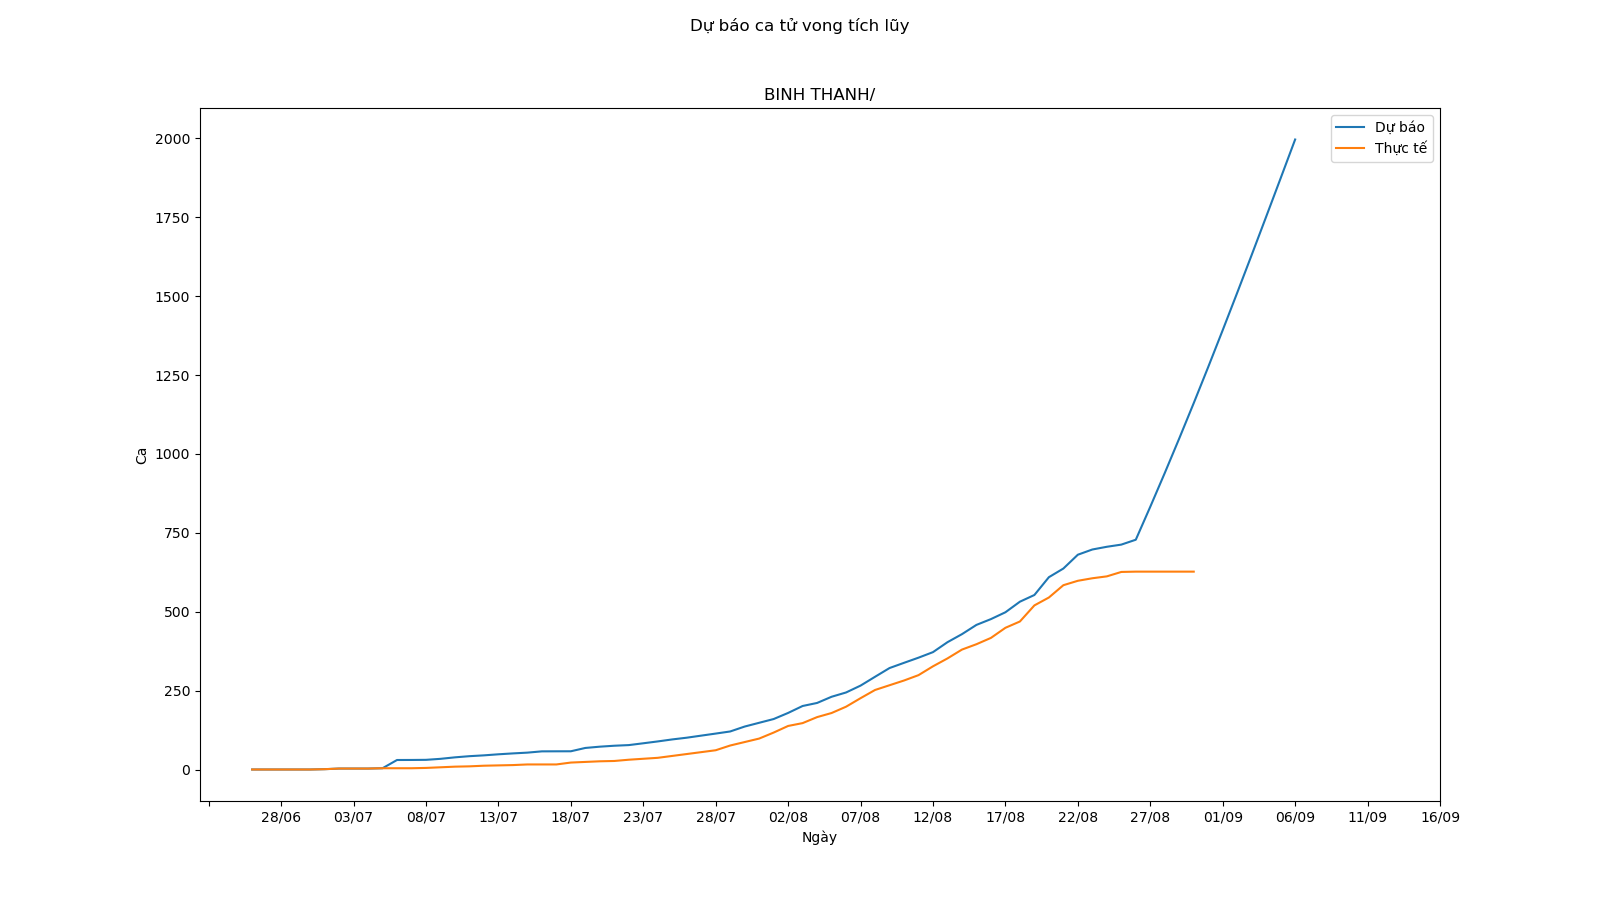 Dự báo ca tử vong tích lũy
BINH THANH/
Dự báo
Thực tế
2000
1750
1500
1250
1000
750
500
250
0
Ca
28/06 03/07 08/07 13/07 18/07 23/07 28/07 02/08 07/08 12/08 17/08 22/08 27/08 01/09 06/09 11/09 16/09
Ngày